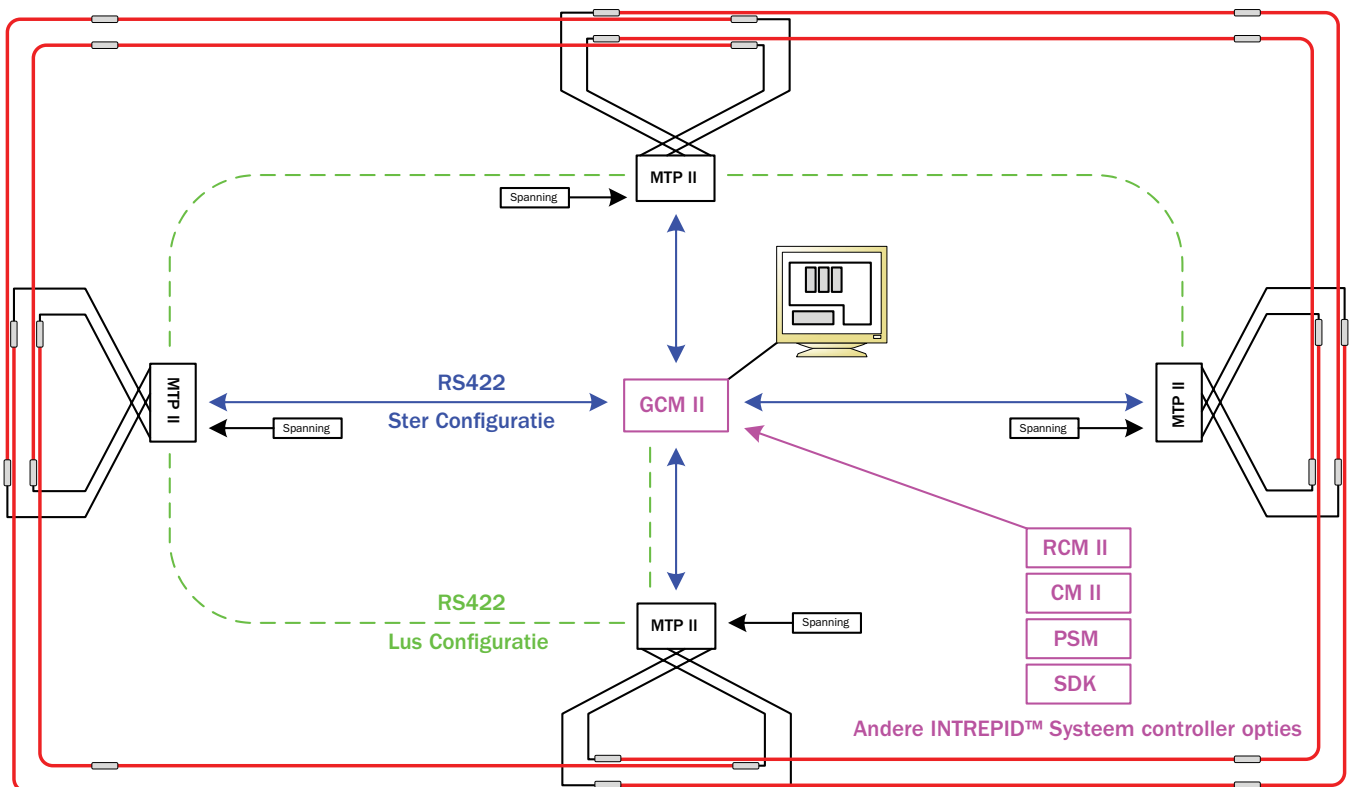 MTP II
Spanning
MTP II
Spanning
RS422
Ster Configuratie
GCM II
Spanning
MTP II
RCM II
CM II
PSM
SDK
Andere INTREPID™ Systeem controller opties
RS422
Lus Configuratie
MTP II
Spanning